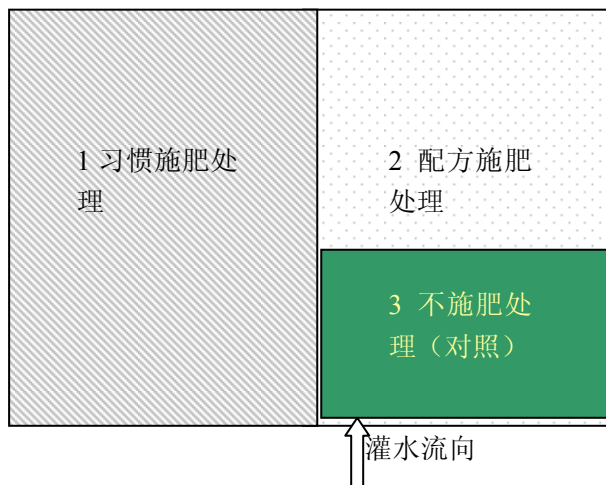 1 习惯施肥处
理
2 配方施肥
处理
3 不施肥处
理（对照）
灌水流向